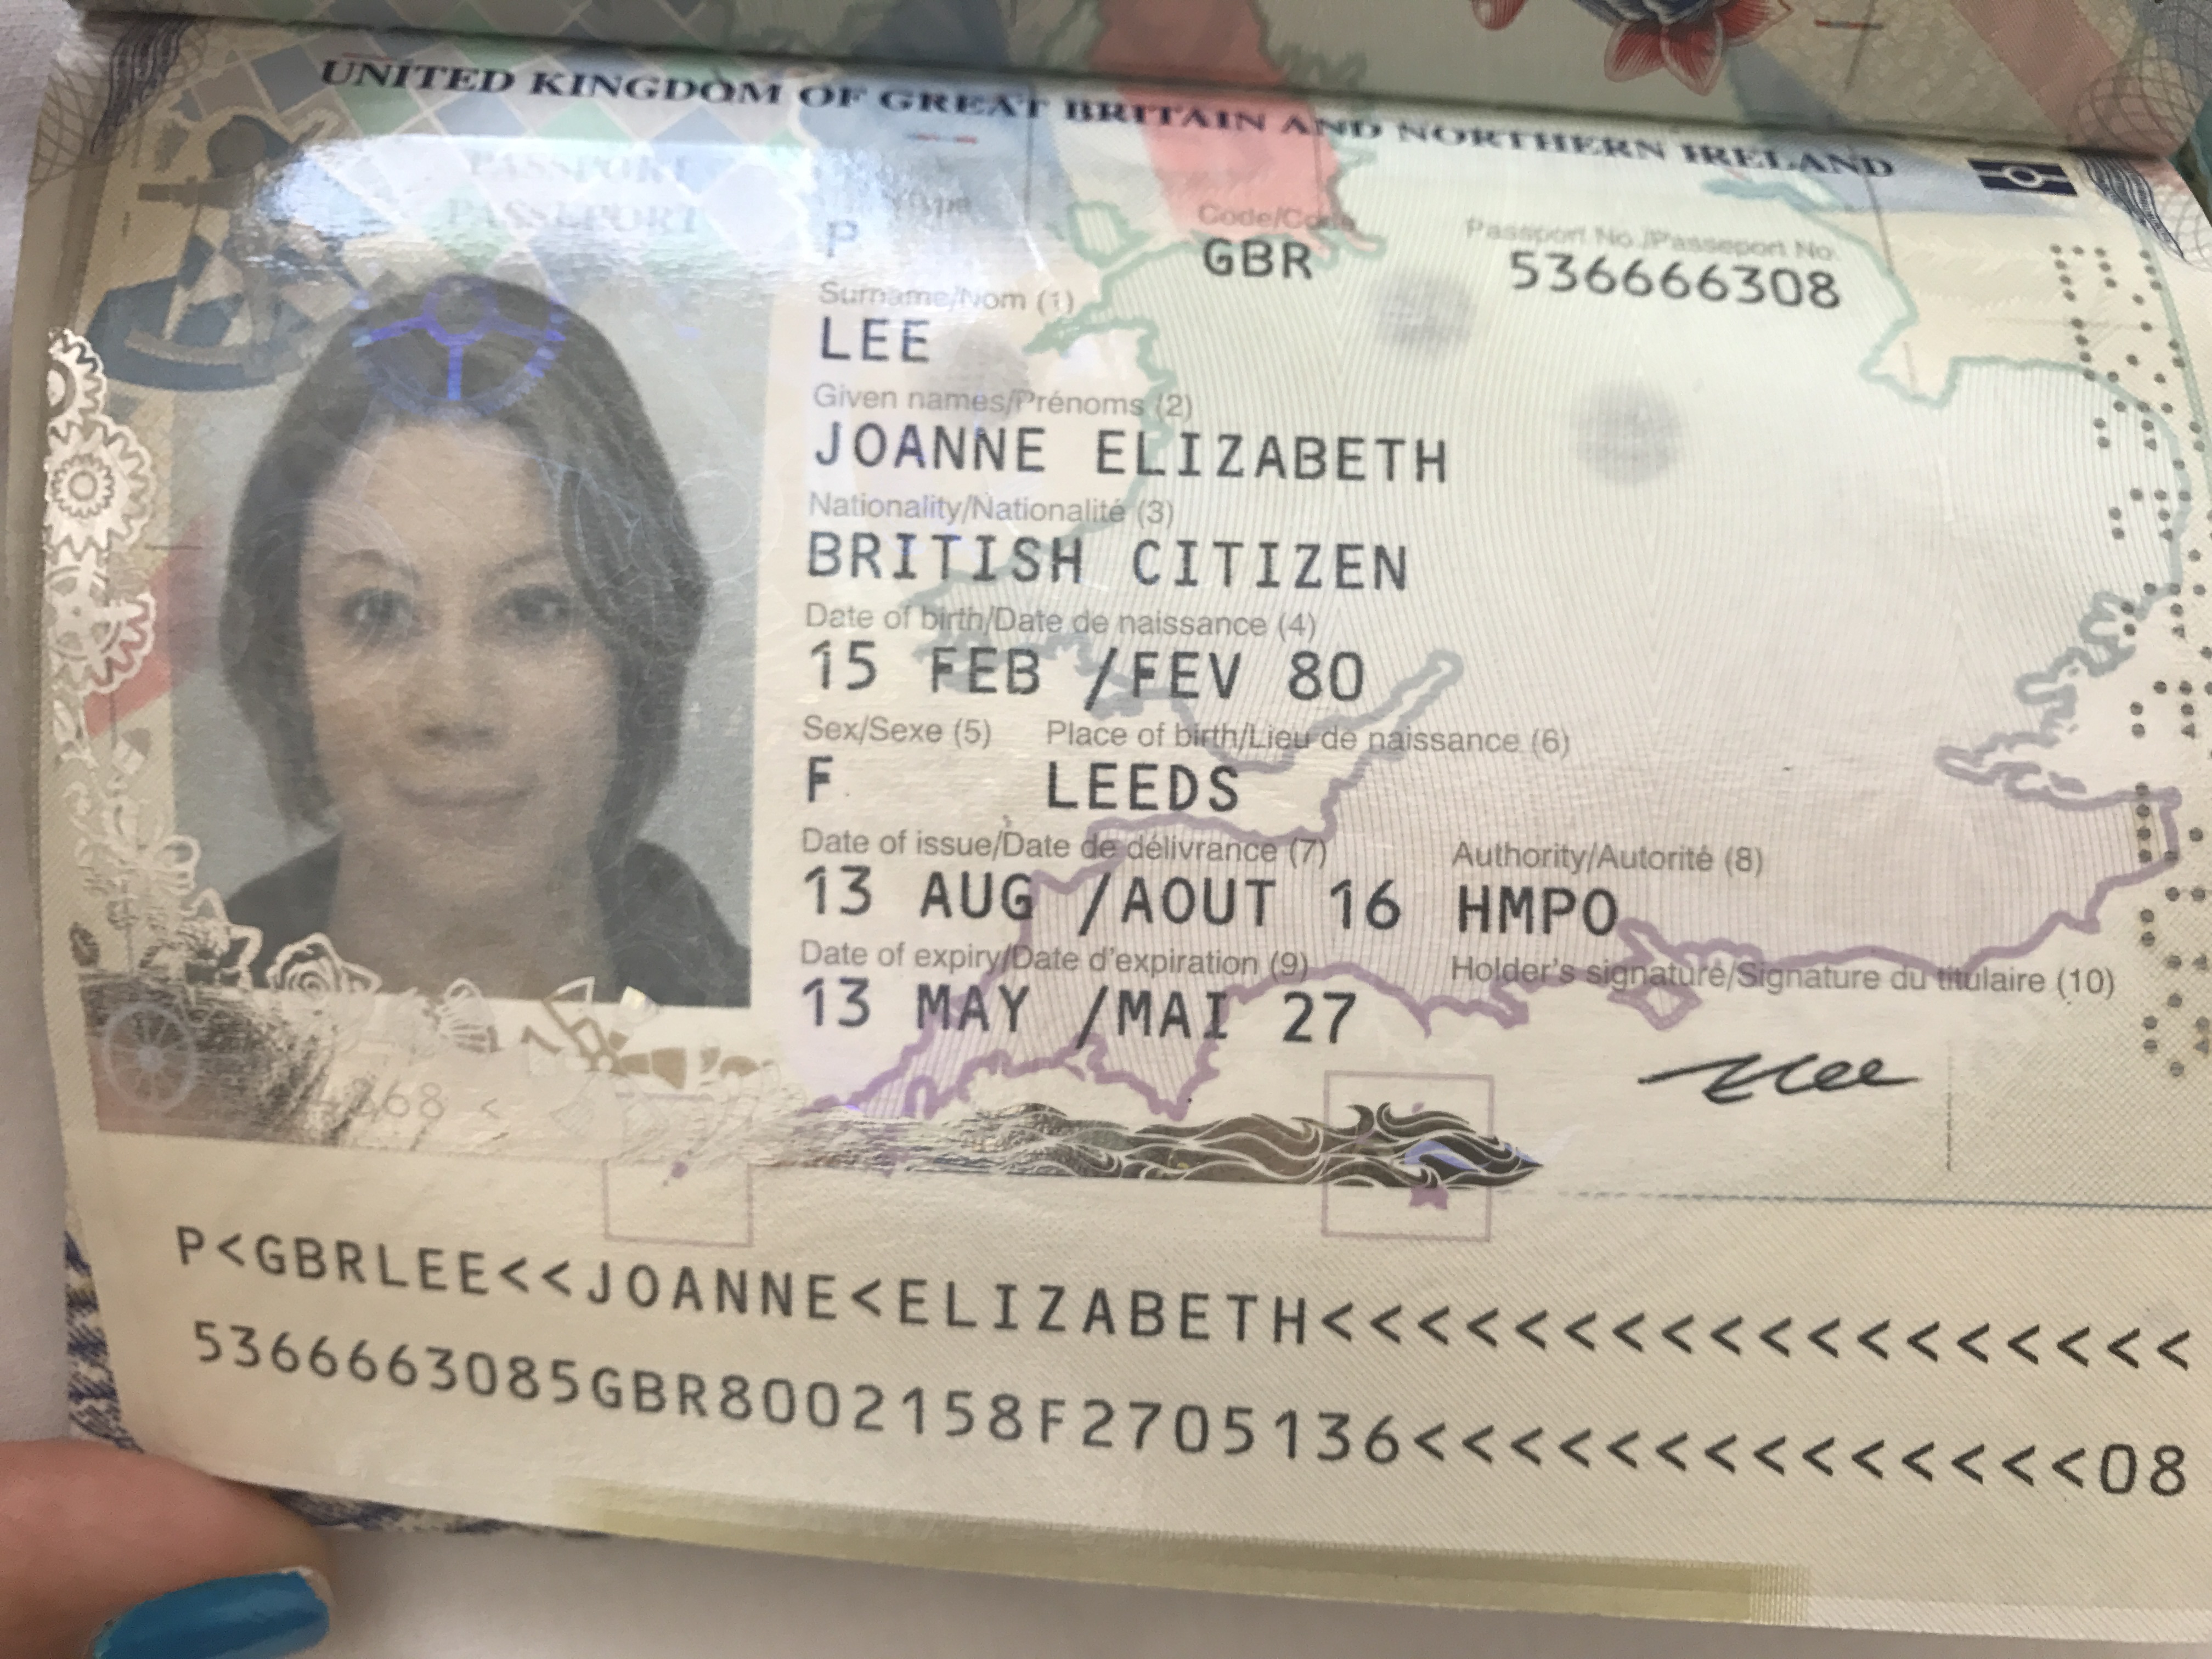 UNITED KINGDOM OF GREAT BRITAIN AND NORTHERN IRELAND
PASSPORT
PASSEPORT
P
Code/Code
Passport No./Passeport No.
GBR
536666308
Surname/Nom (1)
LEE
Given names/Prénoms (2)
JOANNE ELIZABETH
Nationality/Nationalité (3)
BRITISH CITIZEN
Date of birth/Date de naissance (4)
15 FEB /FEV 80
Sex/Sexe (5) Place of birth/Lieu de naissance (6)
F LEEDS
Date of issue/Date de délivrance (7) Authority/Autorité (8)
13 AUG /AOUT 16 HMPO
Date of expiry/Date d'expiration (9) Holder's signature/Signature du titulaire (10)
13 MAY /MAI 27
P<GBRLEE<<JOANNE<ELIZABETH<<<<<<<<<<<<<<<<<<
5366663085GBR8002158F2705136<<<<<<<<<<<<<<08